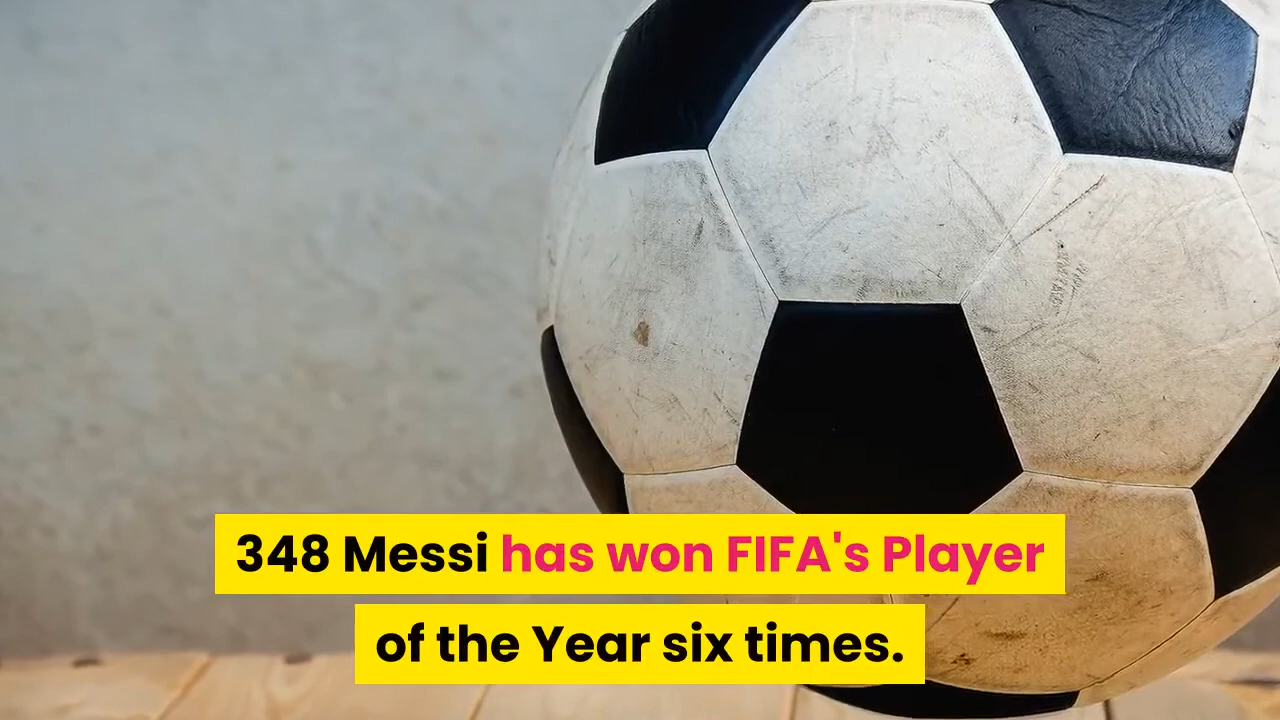 348 Messi has won FIFA's Player
of the Year six times.